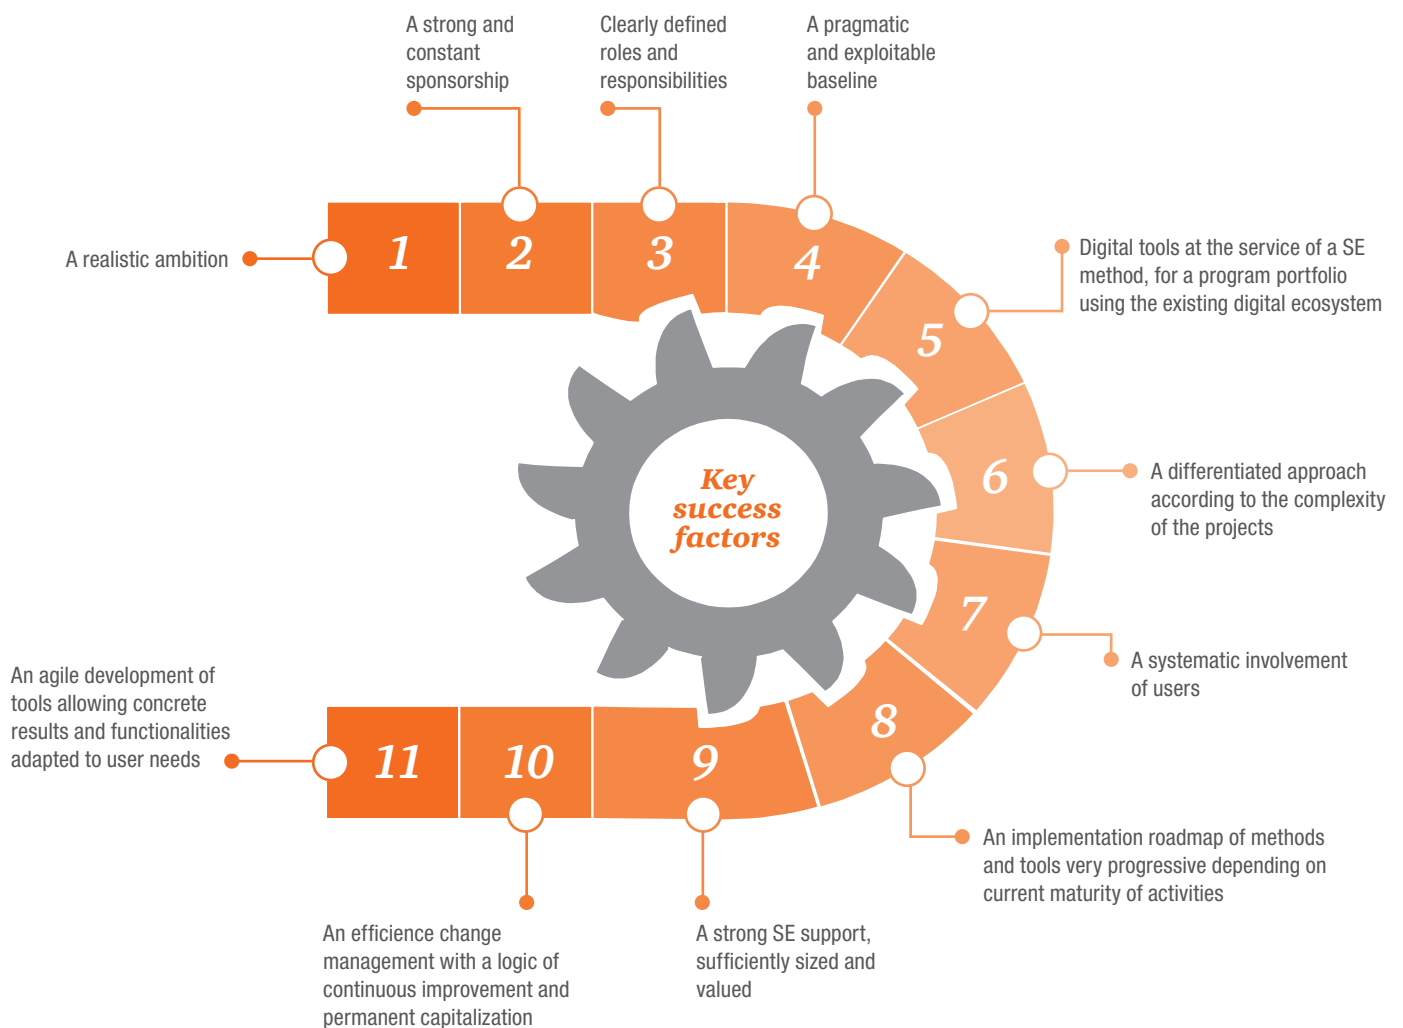 A strong and
constant
sponsorship
Clearly defined
roles and
responsibilities
A pragmatic
and exploitable
baseline
A realistic ambition
1
2
3
4
5
Digital tools at the service of a SE
method, for a program portfolio
using the existing digital ecosystem
6
A differentiated approach
according to the complexity
of the projects
Key
success
factors
7
A systematic involvement
of users
8
An implementation roadmap of methods
and tools very progressive depending on
current maturity of activities
9
A strong SE support,
sufficiently sized and
valued
10
An efficience change
management with a logic of
continuous improvement and
permanent capitalization
11
An agile development of
tools allowing concrete
results and functionalities
adapted to user needs